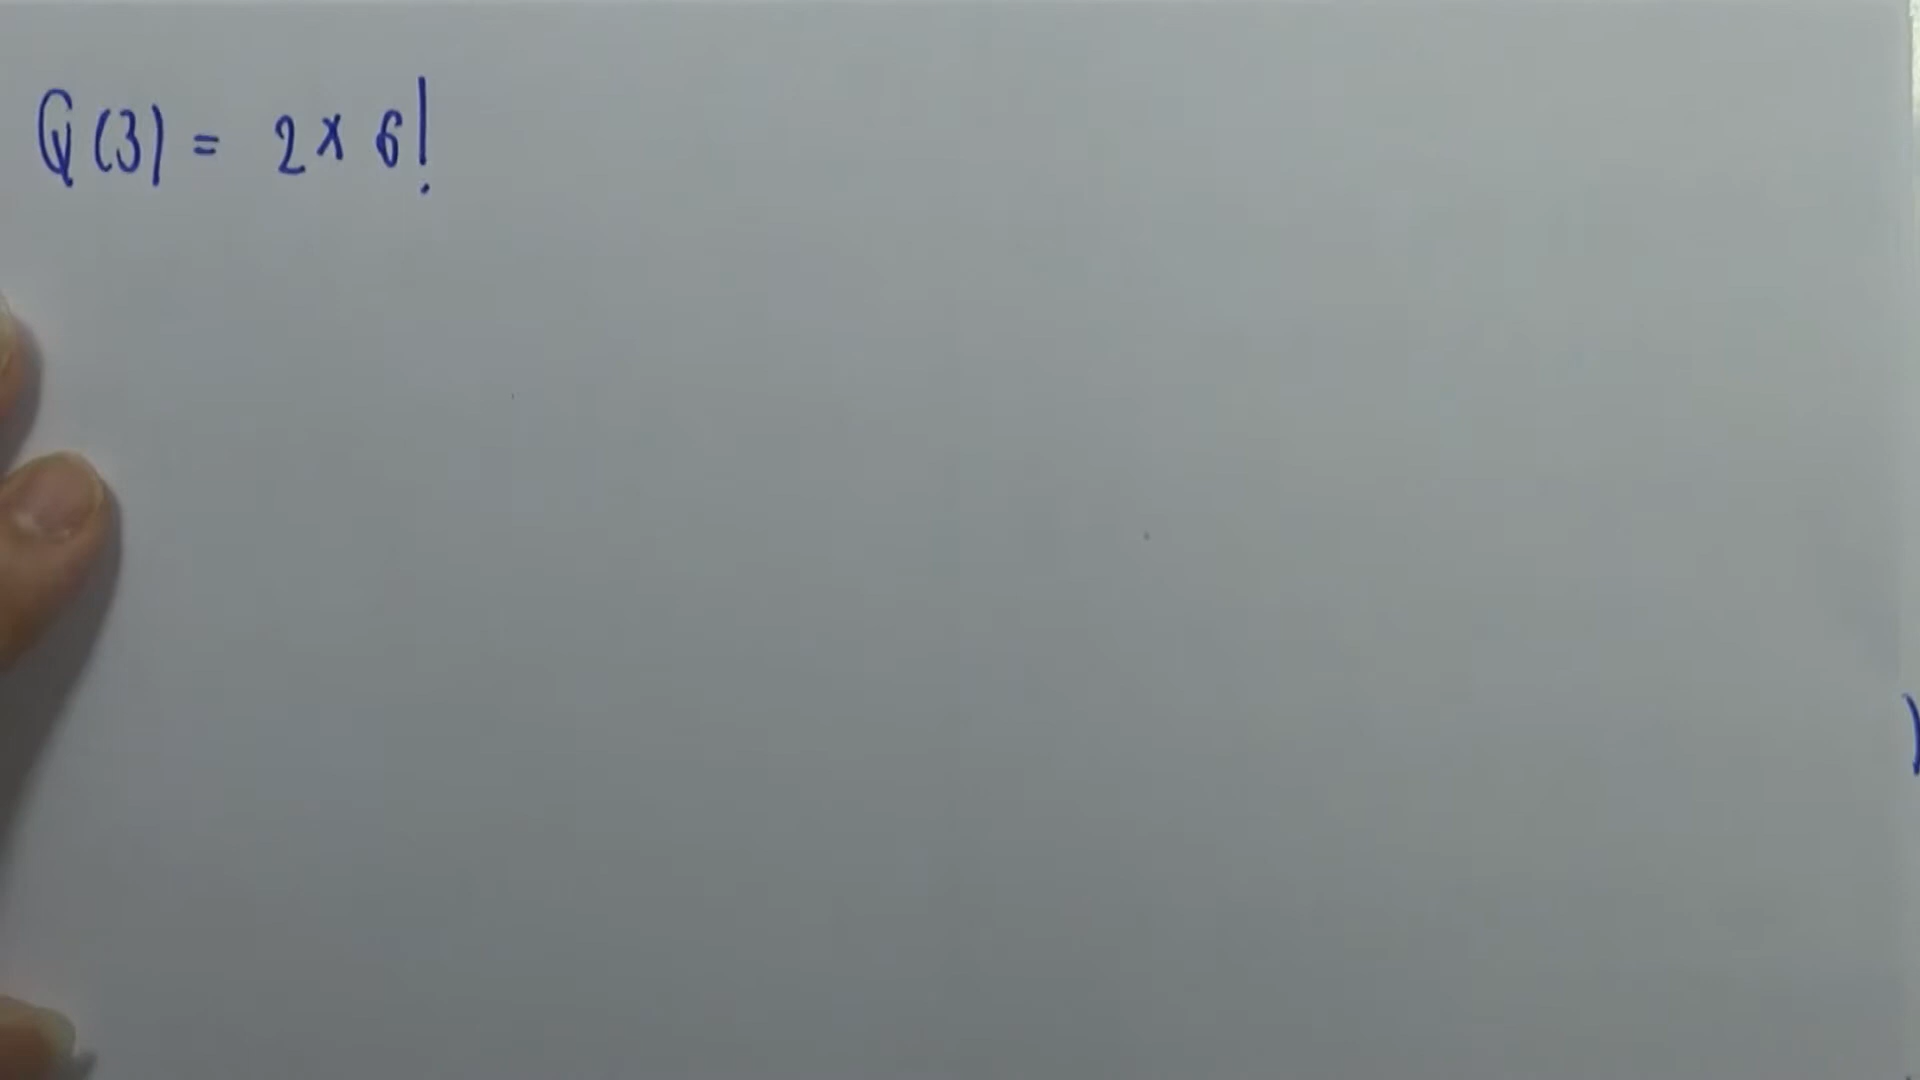 Q(3) = 2 × 6!
)